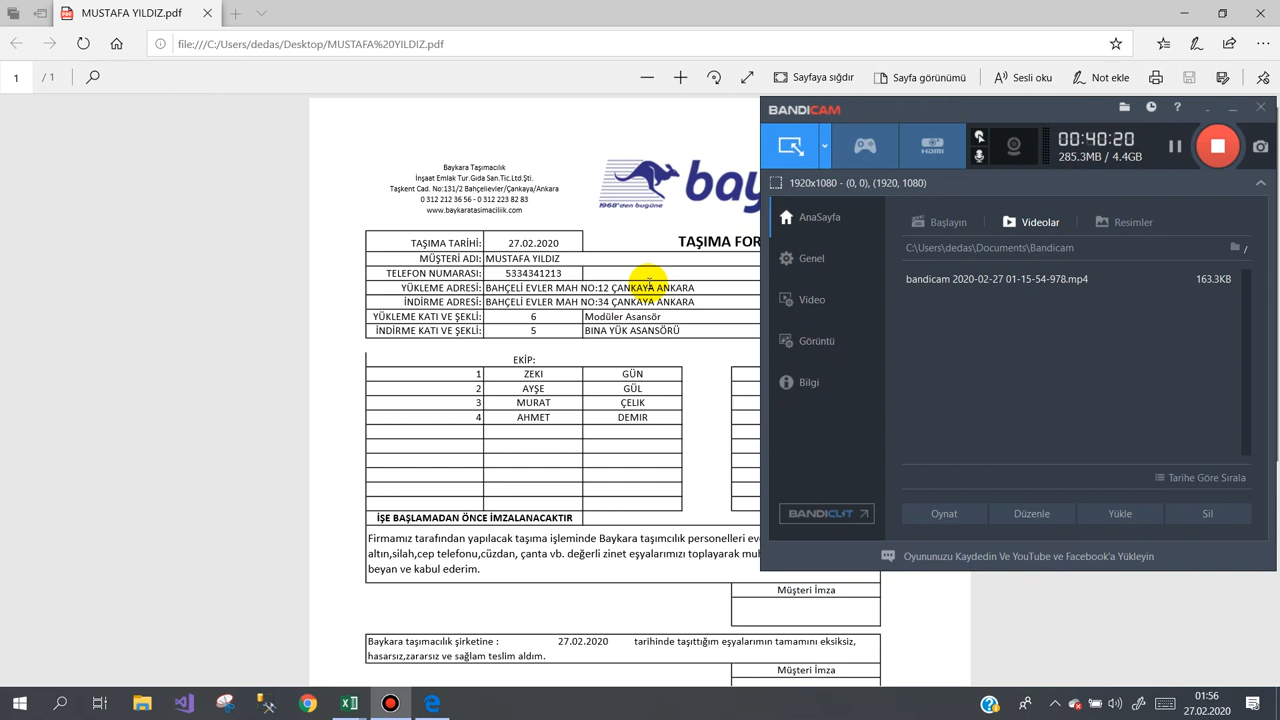 MUSTAFA YILDIZ.pdf
file:///C:/Users/dedas/Desktop/MUSTAFA%20YILDIZ.pdf
1 / 1
Sayfaya sığdır
Sayfa görünümü
Sesli oku
Not ekle
Baykara Taşımacılık
İnşaat Emlak Tur.Gıda San.Tic.Ltd.Şti.
Taşkent Cad. No:131/2 Bahçelievler/Çankaya/Ankara
0 312 212 36 56 - 0 312 223 82 83
www.baykaratasimacilik.com
1968'den bugüne
bay
TAŞIMA TARİHİ: 27.02.2020 TAŞIMA FOR
MÜŞTERİ ADI: MUSTAFA YILDIZ
TELEFON NUMARASI: 5334341213
YÜKLEME ADRESİ: BAHÇELİ EVLER MAH NO:12 ÇANKAYA ANKARA
İNDİRME ADRESİ: BAHÇELİ EVLER MAH NO:34 ÇANKAYA ANKARA
YÜKLEME KATI VE ŞEKLİ: 6 Modüler Asansör
İNDİRME KATI VE ŞEKLİ: 5 BINA YÜK ASANSÖRÜ
EKİP:
1 ZEKI GÜN
2 AYŞE GÜL
3 MURAT ÇELIK
4 AHMET DEMIR
İŞE BAŞLAMADAN ÖNCE İMZALANACAKTIR
Firmamız tarafından yapılacak taşıma işleminde Baykara taşımacılık personelleri ev
altın,silah,cep telefonu,cüzdan, çanta vb. değerli zinet eşyalarımızı toplayarak muh
beyan ve kabul ederim.
Müşteri İmza
Baykara taşımacılık şirketine : 27.02.2020 tarihinde taşıttığım eşyalarımın tamamını eksiksiz,
hasarsız,zararsız ve sağlam teslim aldım.
Müşteri İmza
BANDICAM
HDMI
00:40:20
285.3MB / 4.4GB
1920x1080 - (0, 0), (1920, 1080)
AnaSayfa
Genel
Video
Görüntü
Bilgi
BANDICUT
Başlayın
Videolar
Resimler
C:\Users\dedas\Documents\Bandicam
/
bandicam 2020-02-27 01-15-54-978.mp4 163.3KB
Tarihe Göre Sırala
Oynat
Düzenle
Yükle
Sil
Oyununuzu Kaydedin Ve YouTube ve Facebook'a Yükleyin
01:56
27.02.2020